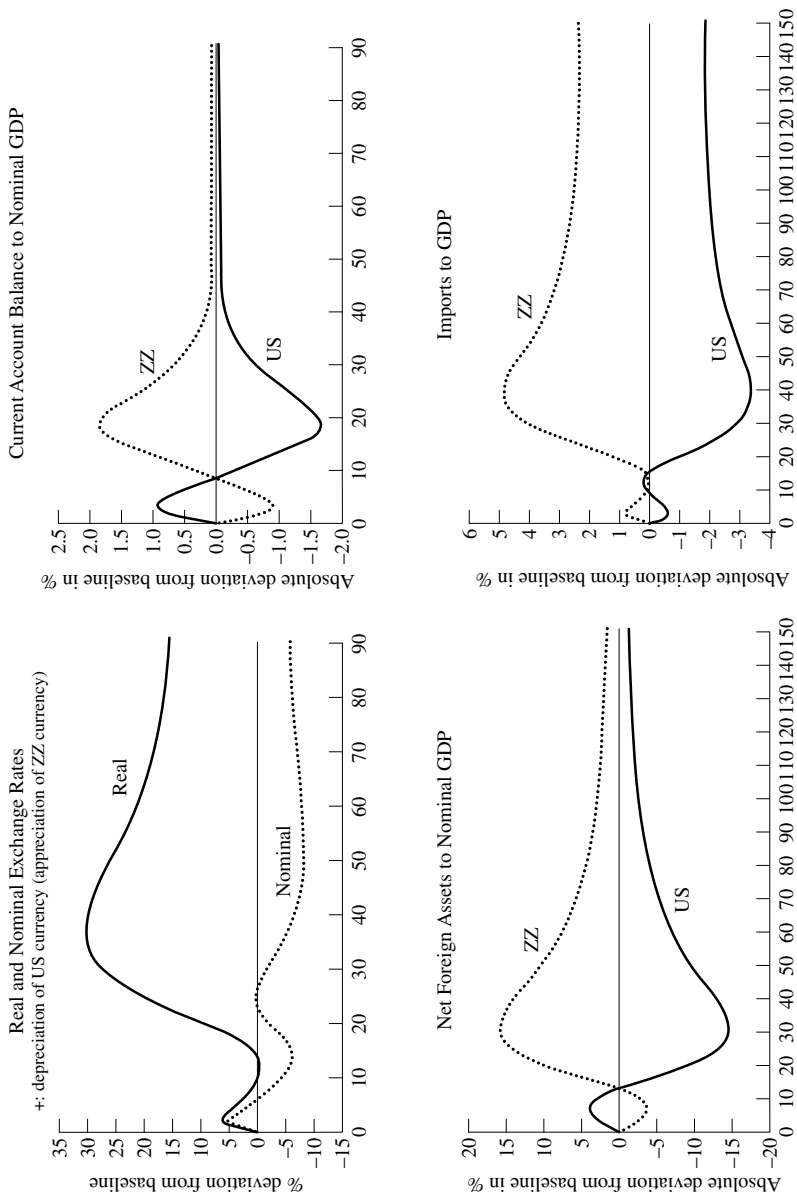 Real and Nominal Exchange Rates
+: depreciation of US currency (appreciation of ZZ currency)
% deviation from baseline
35
30
25
20
15
10
5
0
−5
−10
−15
Real
Nominal
0 10 20 30 40 50 60 70 80 90
Current Account Balance to Nominal GDP
Absolute deviation from baseline in %
2.5
2.0
1.5
1.0
0.5
0.0
−0.5
−1.0
−1.5
−2.0
ZZ
US
0 10 20 30 40 50 60 70 80 90
Net Foreign Assets to Nominal GDP
Absolute deviation from baseline in %
20
15
10
5
0
−5
−10
−15
−20
ZZ
US
0 10 20 30 40 50 60 70 80 90 100 110 120 130 140 150
Imports to GDP
Absolute deviation from baseline in %
6
5
4
3
2
1
0
−1
−2
−3
−4
ZZ
US
0 10 20 30 40 50 60 70 80 90 100 110 120 130 140 150